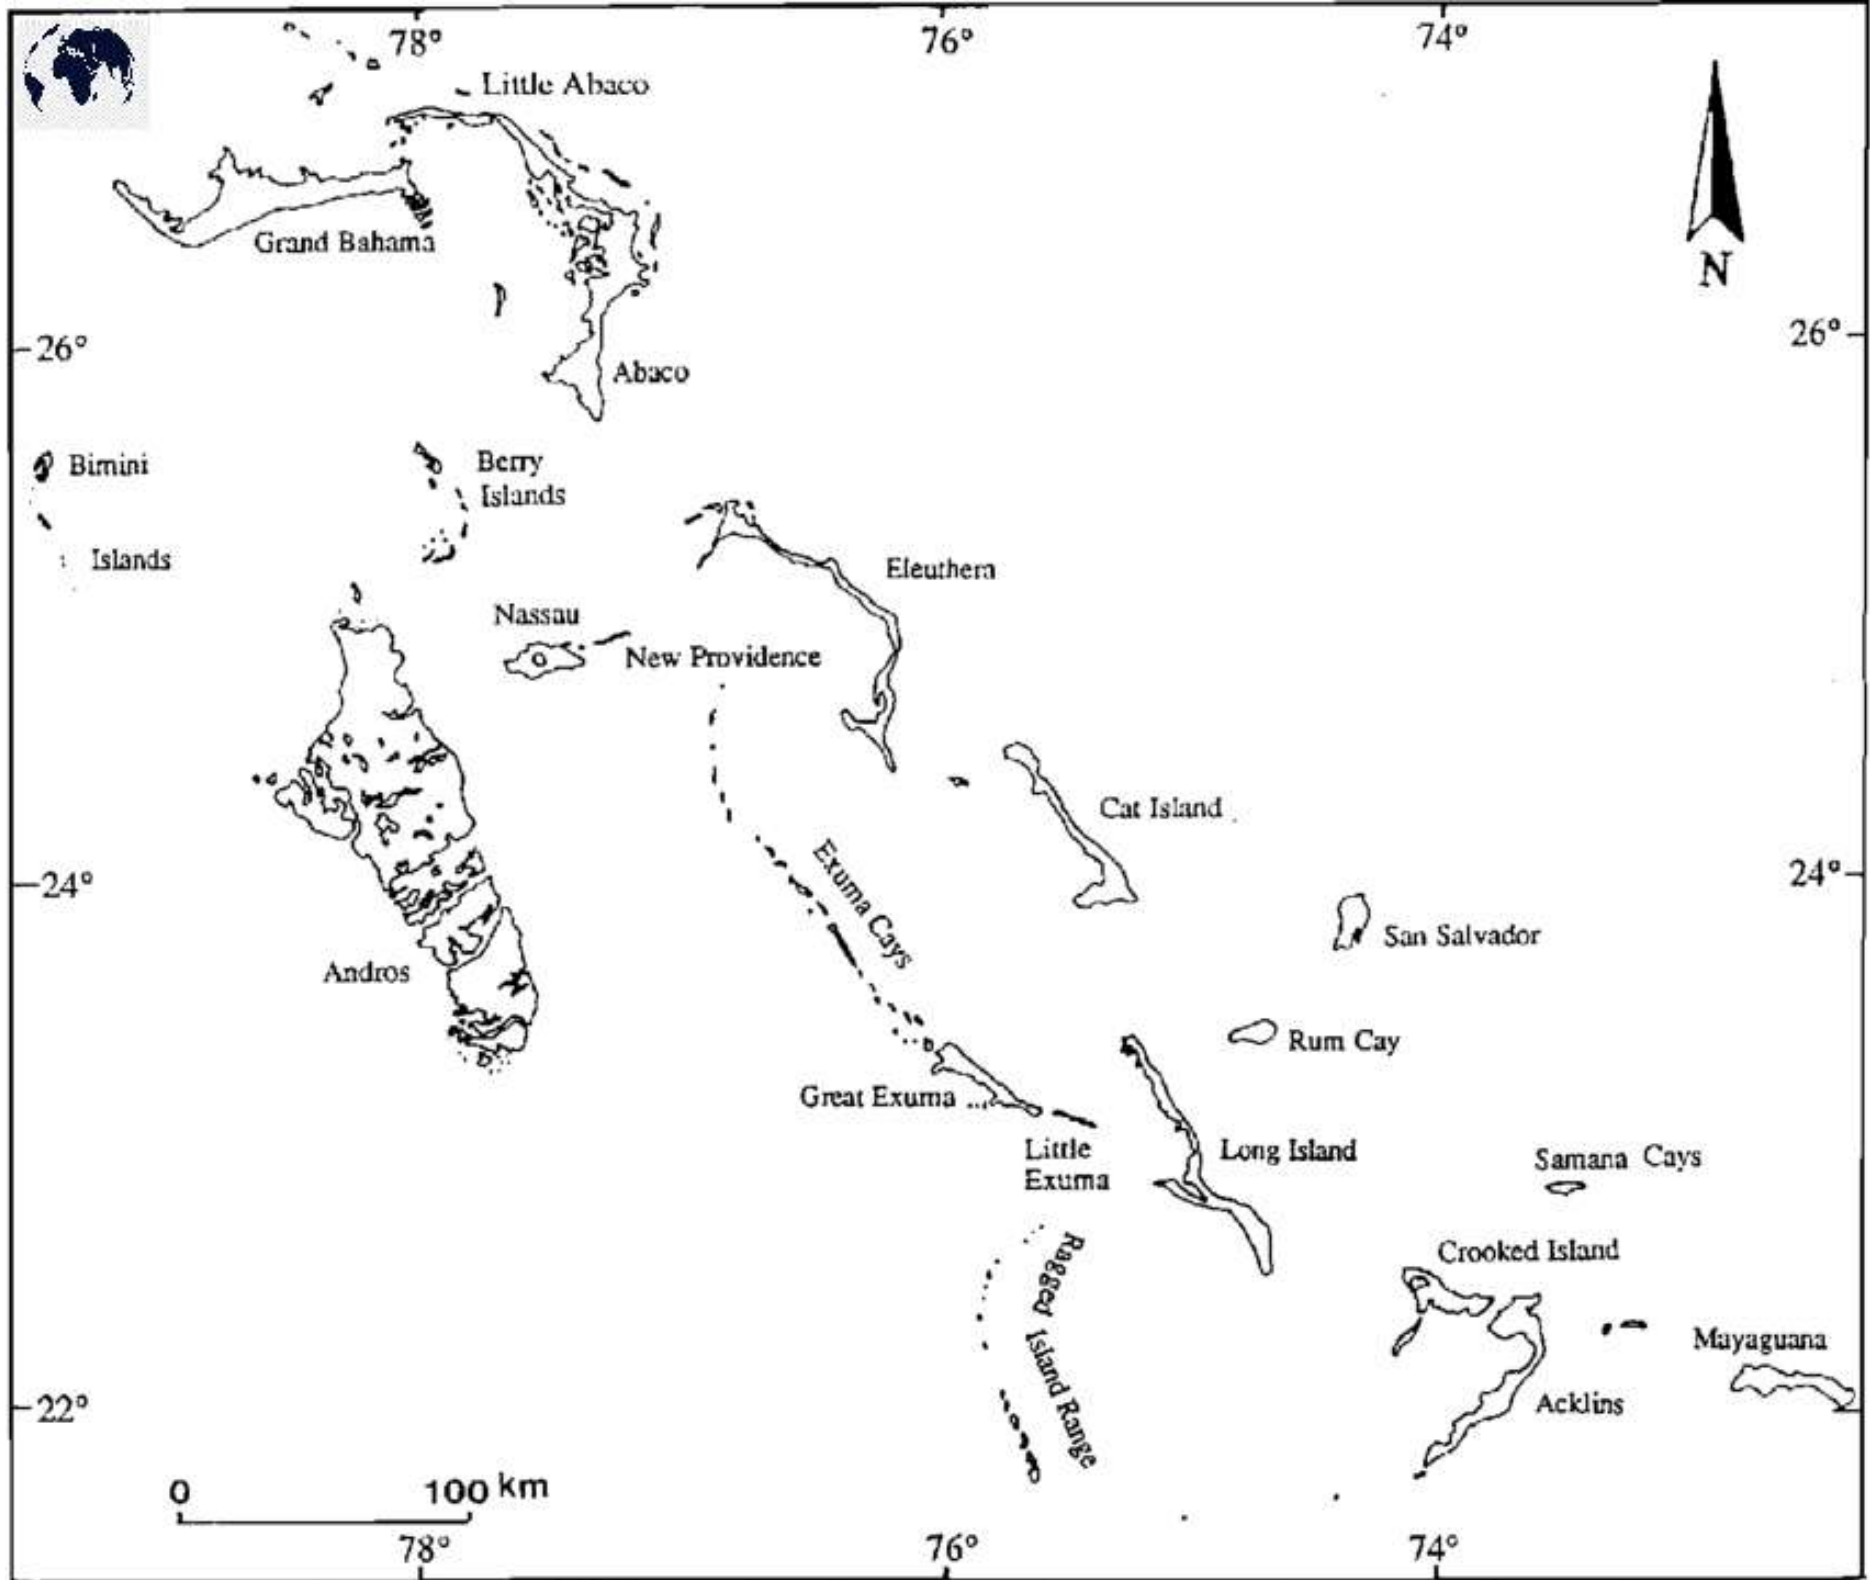 78°
76°
74°
Little Abaco
Grand Bahama
N
26°
26°
Abaco
Bimini
Islands
Berry
Islands
Eleuthera
Nassau
New Providence
Cat Island
Exuma Cays
24°
24°
San Salvador
Andros
Rum Cay
Great Exuma
Little
Exuma
Long Island
Samana Cays
Ragged Island Range
Crooked Island
Mayaguana
Acklins
22°
0
100 km
78°
76°
74°